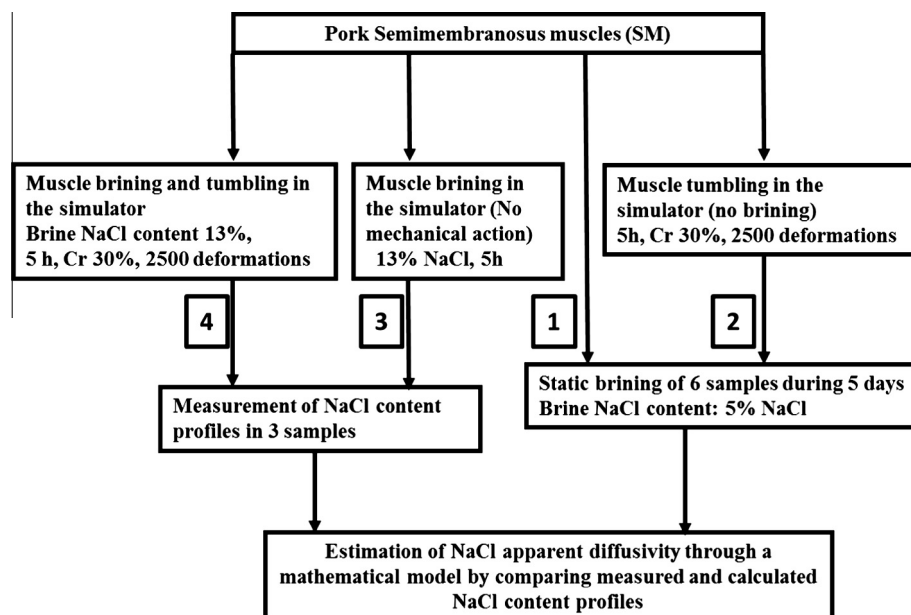 Pork Semimembranosus muscles (SM)
Muscle brining and tumbling in
the simulator
Brine NaCl content 13%,
5 h, Cr 30%, 2500 deformations
Muscle brining in
the simulator (No
mechanical action)
13% NaCl, 5h
Muscle tumbling in the
simulator (no brining)
5h, Cr 30%, 2500 deformations
4
3
1
2
Measurement of NaCl content
profiles in 3 samples
Static brining of 6 samples during 5 days
Brine NaCl content: 5% NaCl
Estimation of NaCl apparent diffusivity through a
mathematical model by comparing measured and calculated
NaCl content profiles